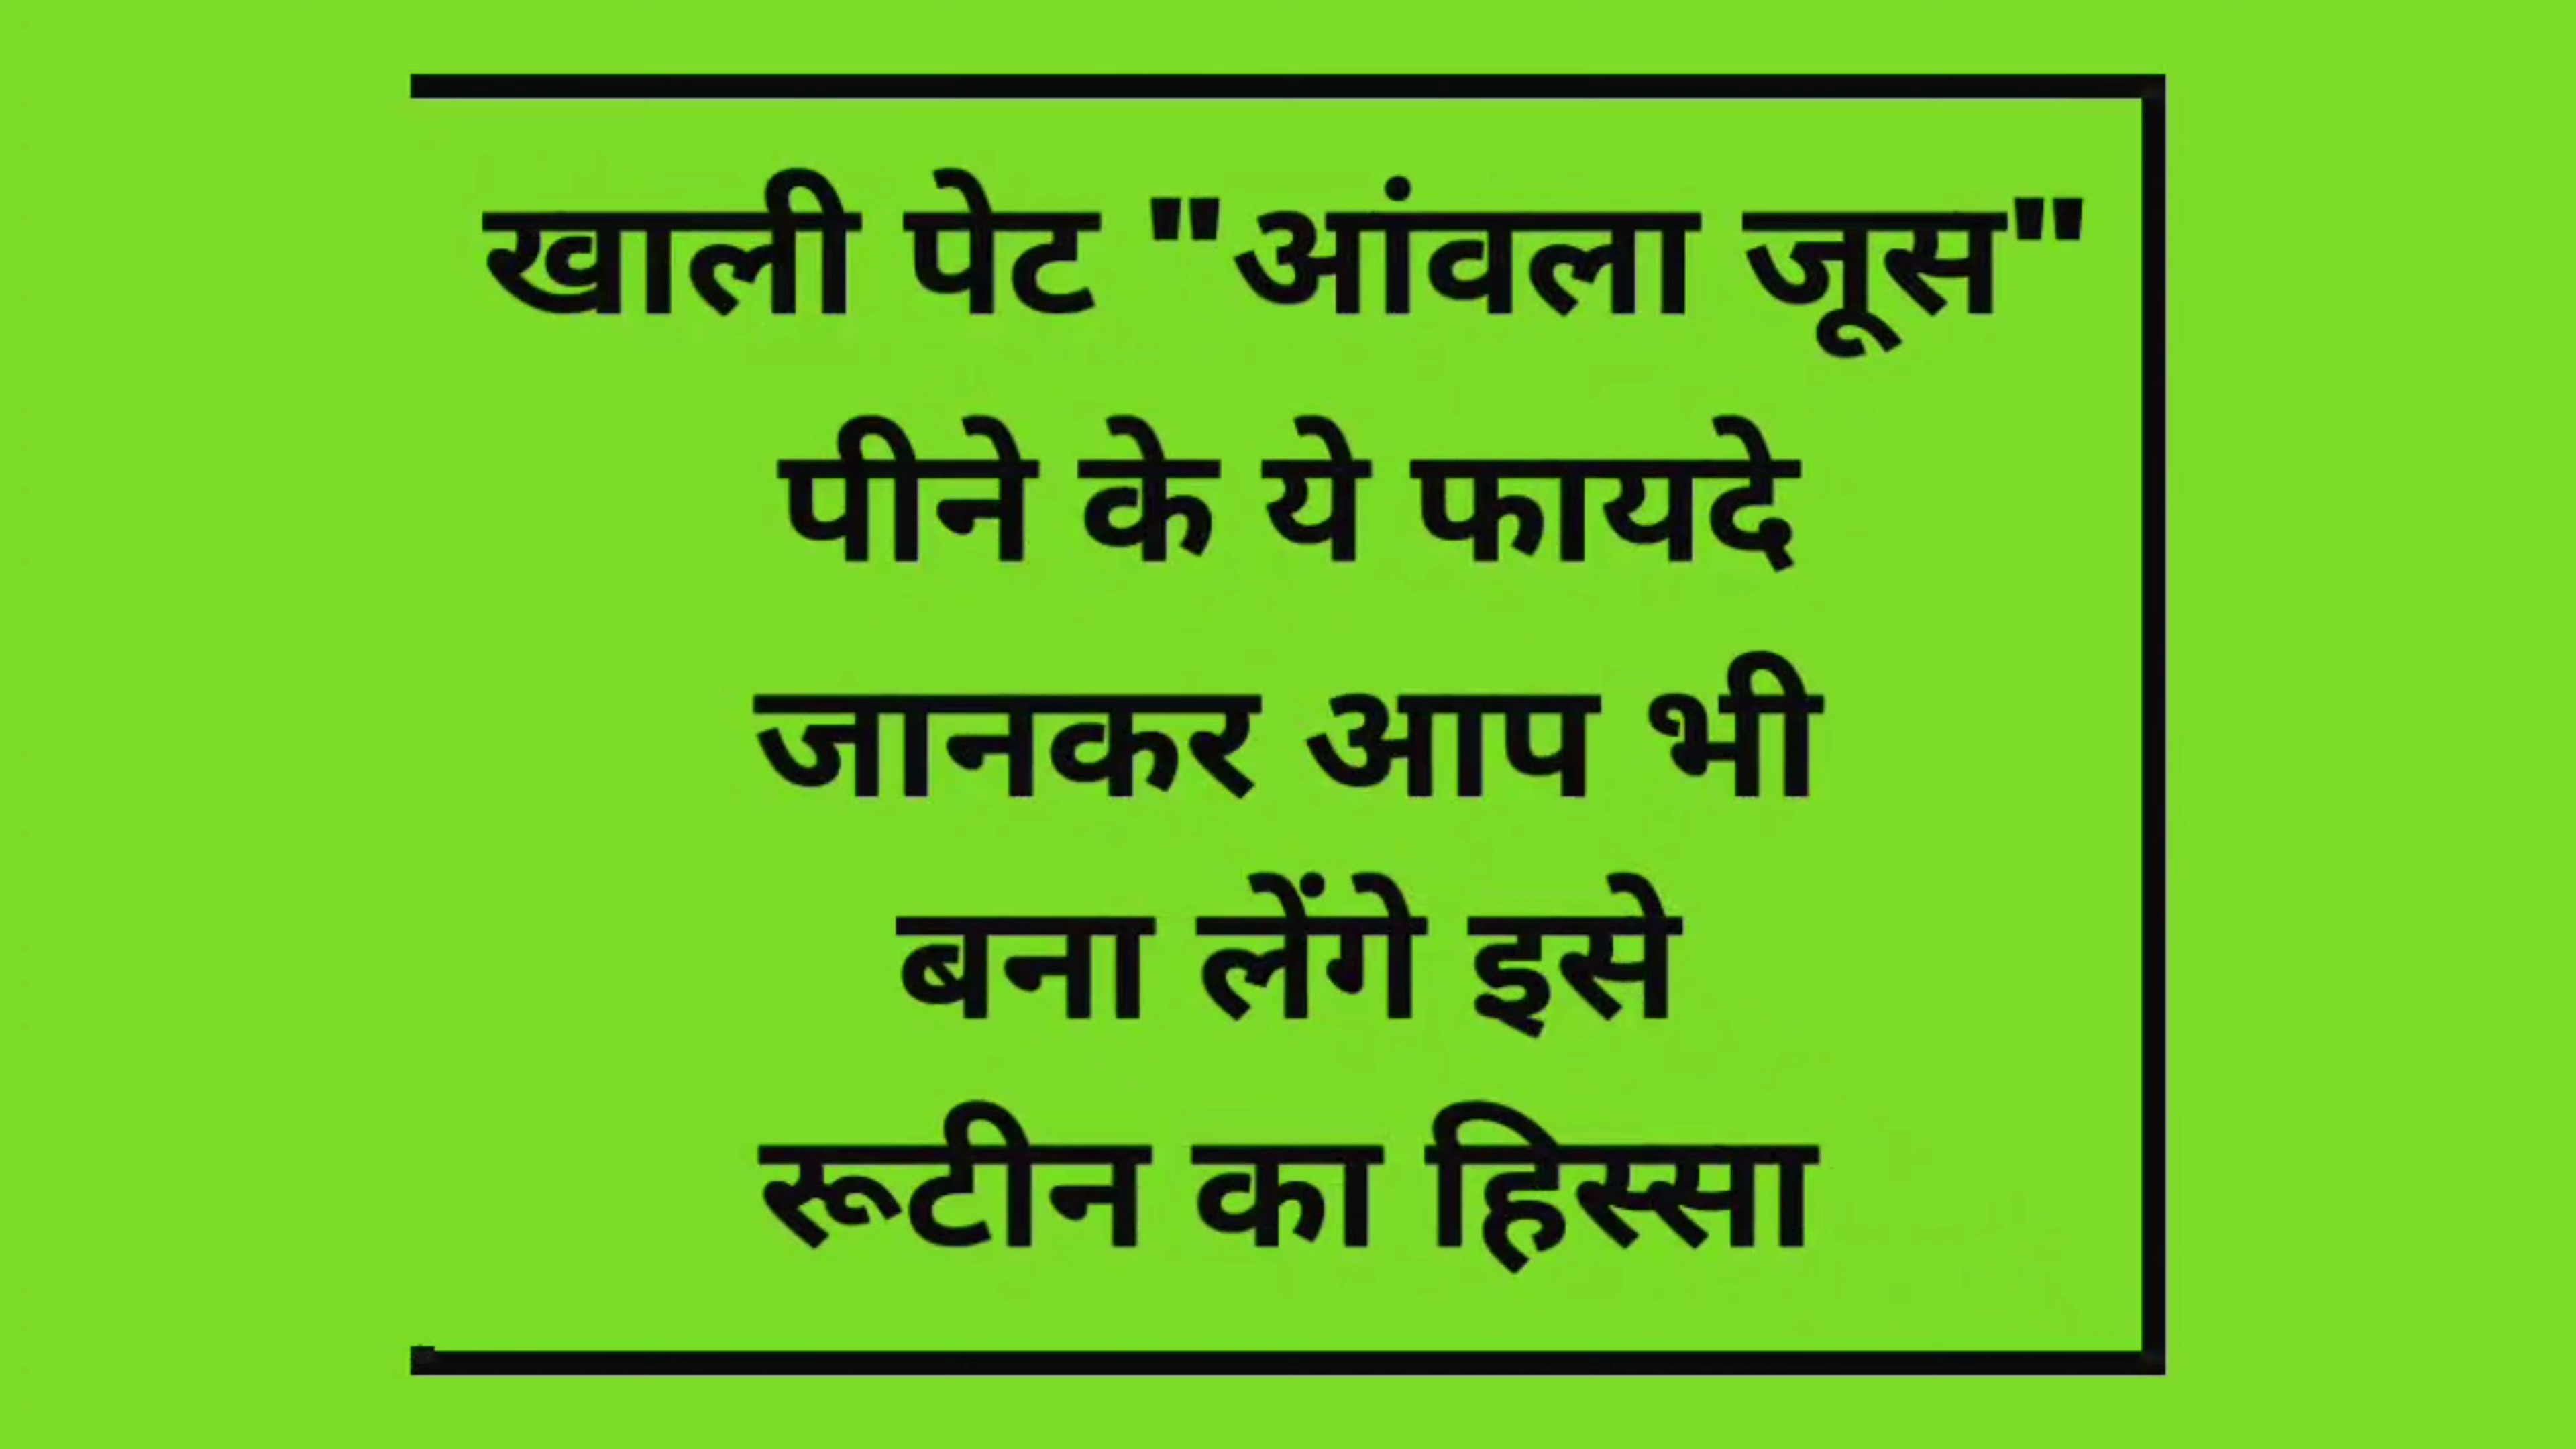 खाली पेट "आंवला जूस"
पीने के ये फायदे
जानकर आप भी
बना लेंगे इसे
रूटीन का हिस्सा